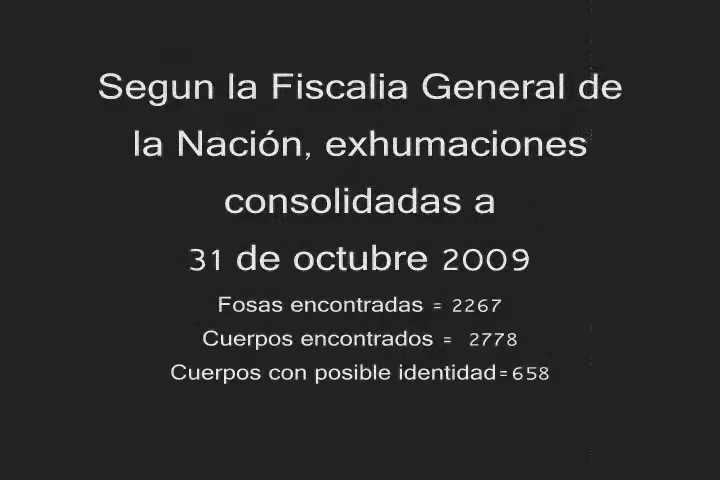 Segun la Fiscalia General de
la Nación, exhumaciones
consolidadas a
31 de octubre 2009
Fosas encontradas = 2267
Cuerpos encontrados = 2778
Cuerpos con posible identidad=658